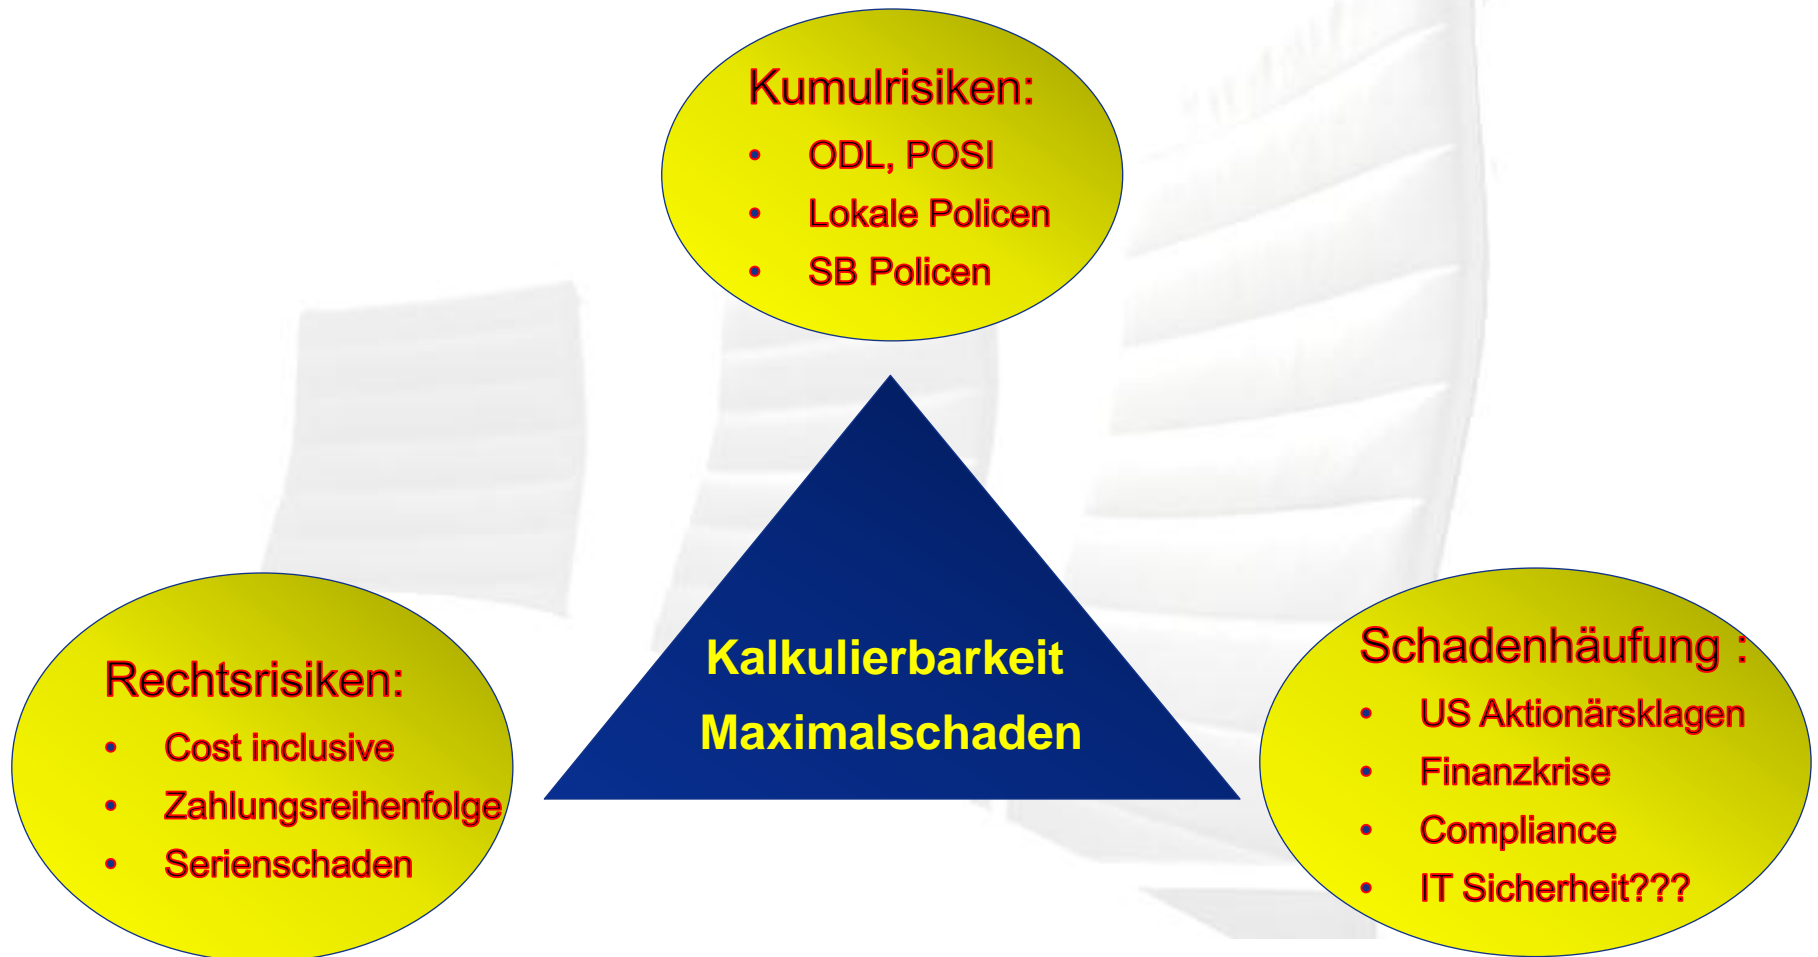 Kumulrisiken:
• ODL, POSI
• Lokale Policen
• SB Policen
Kalkulierbarkeit
Maximalschaden
Rechtsrisiken:
• Cost inclusive
• Zahlungsreihenfolge
• Serienschaden
Schadenhäufung :
• US Aktionärsklagen
• Finanzkrise
• Compliance
• IT Sicherheit???